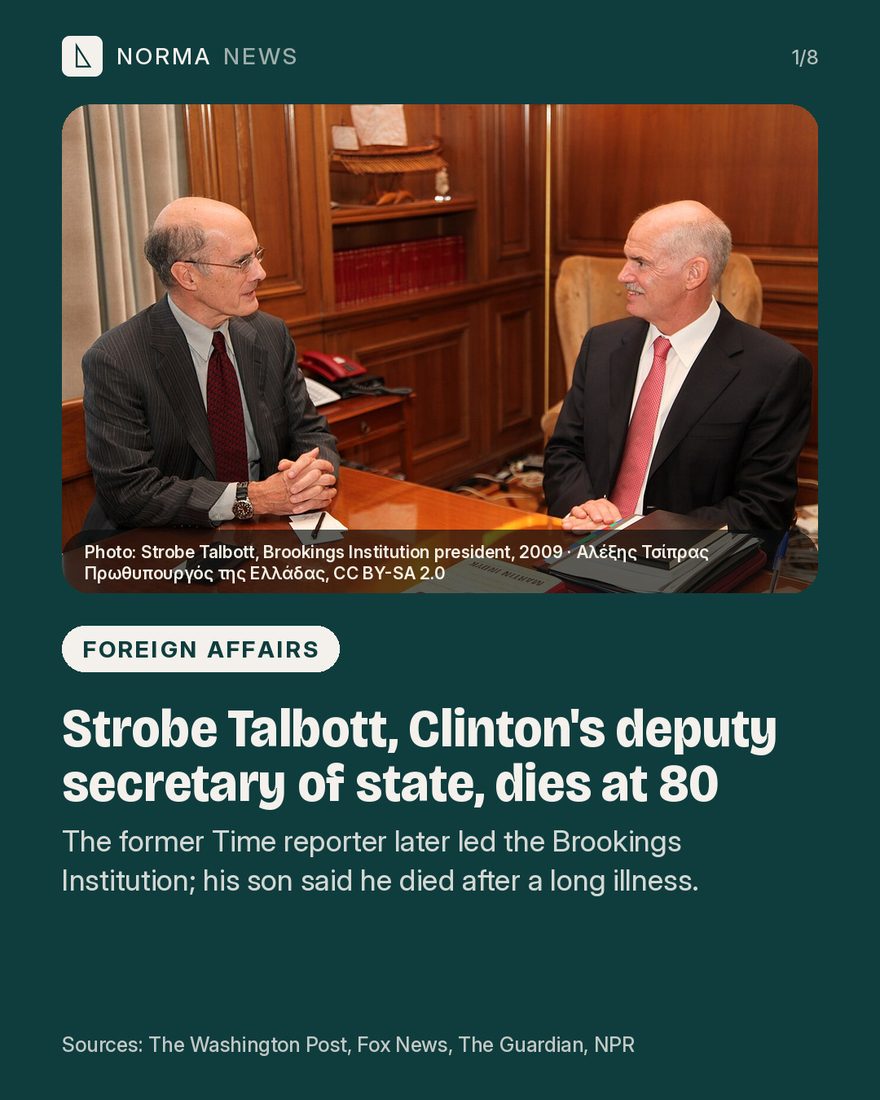 NORMA NEWS
1/8
Photo: Strobe Talbott, Brookings Institution president, 2009 · Αλέξης Τσίπρας
Πρωθυπουργός της Ελλάδας, CC BY-SA 2.0
FOREIGN AFFAIRS
Strobe Talbott, Clinton's deputy
secretary of state, dies at 80
The former Time reporter later led the Brookings
Institution; his son said he died after a long illness.
Sources: The Washington Post, Fox News, The Guardian, NPR